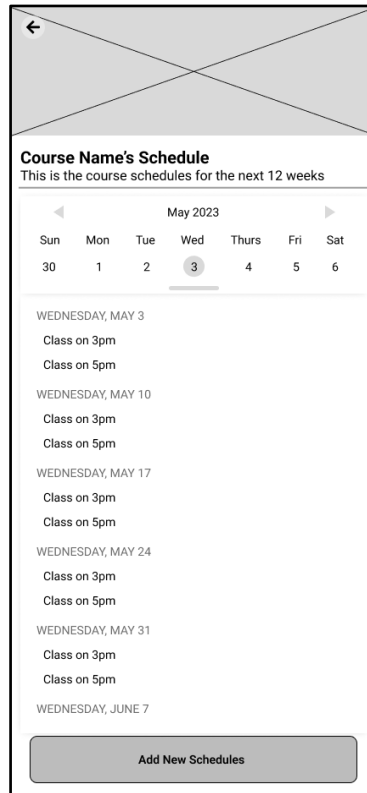 Course Name's Schedule
This is the course schedules for the next 12 weeks
May 2023
Sun Mon Tue Wed Thurs Fri Sat
30 1 2 3 4 5 6
WEDNESDAY, MAY 3
Class on 3pm
Class on 5pm
WEDNESDAY, MAY 10
Class on 3pm
Class on 5pm
WEDNESDAY, MAY 17
Class on 3pm
Class on 5pm
WEDNESDAY, MAY 24
Class on 3pm
Class on 5pm
WEDNESDAY, MAY 31
Class on 3pm
Class on 5pm
WEDNESDAY, JUNE 7
Add New Schedules